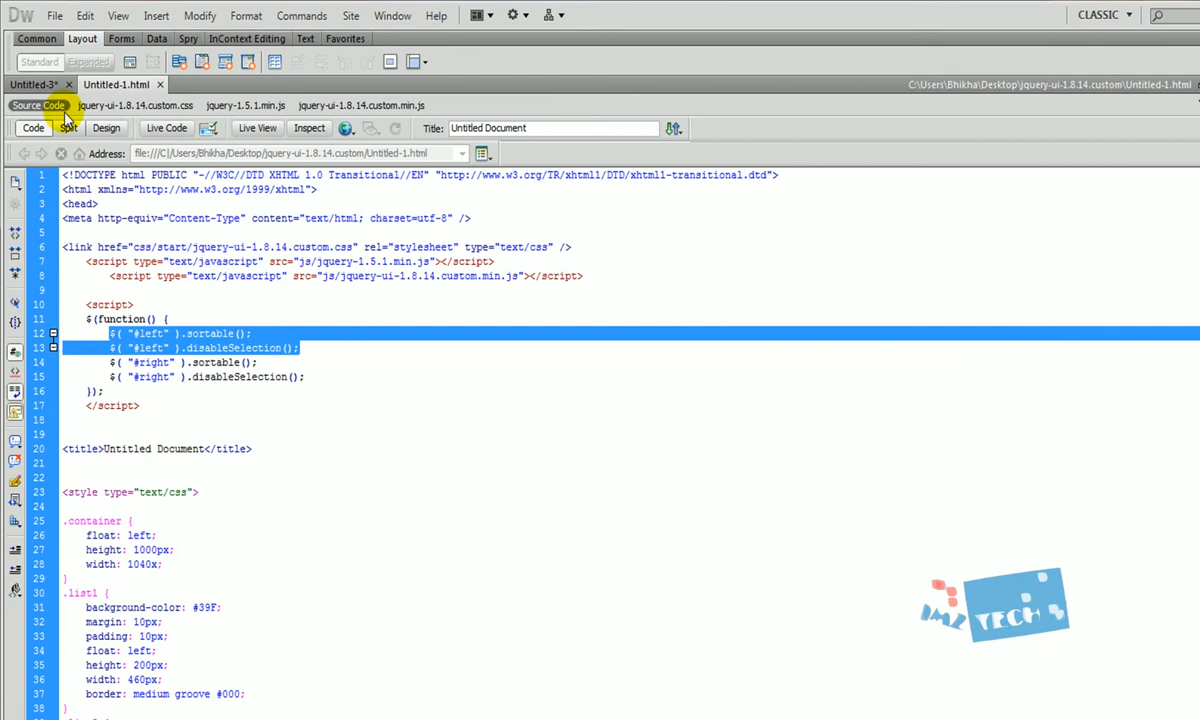 Dw File Edit View Insert Modify Format Commands Site Window Help CLASSIC
Common Layout Forms Data Spry InContext Editing Text Favorites
Standard Expanded
Untitled-3* Untitled-1.html C:\Users\Bhikha\Desktop\jquery-ui-1.8.14.custom\Untitled-1.html
Source Code jquery-ui-1.8.14.custom.css jquery-1.5.1.min.js jquery-ui-1.8.14.custom.min.js
Code Split Design Live Code Live View Inspect Title: Untitled Document
Address: file:///C|/Users/Bhikha/Desktop/jquery-ui-1.8.14.custom/Untitled-1.html
1 <!DOCTYPE html PUBLIC "-//W3C//DTD XHTML 1.0 Transitional//EN" "http://www.w3.org/TR/xhtml1/DTD/xhtml1-transitional.dtd">
2 <html xmlns="http://www.w3.org/1999/xhtml">
3 <head>
4 <meta http-equiv="Content-Type" content="text/html; charset=utf-8" />
5
6 <link href="css/start/jquery-ui-1.8.14.custom.css" rel="stylesheet" type="text/css" />
7 <script type="text/javascript" src="js/jquery-1.5.1.min.js"></script>
8 <script type="text/javascript" src="js/jquery-ui-1.8.14.custom.min.js"></script>
9
10 <script>
11 $(function() {
12 $( "#left" ).sortable();
13 $( "#left" ).disableSelection();
14 $( "#right" ).sortable();
15 $( "#right" ).disableSelection();
16 });
17 </script>
18
19
20 <title>Untitled Document</title>
21
22
23 <style type="text/css">
24
25 .container {
26 float: left;
27 height: 1000px;
28 width: 1040x;
29 }
30 .list1 {
31 background-color: #39F;
32 margin: 10px;
33 padding: 10px;
34 float: left;
35 height: 200px;
36 width: 460px;
37 border: medium groove #000;
38 }
TECH